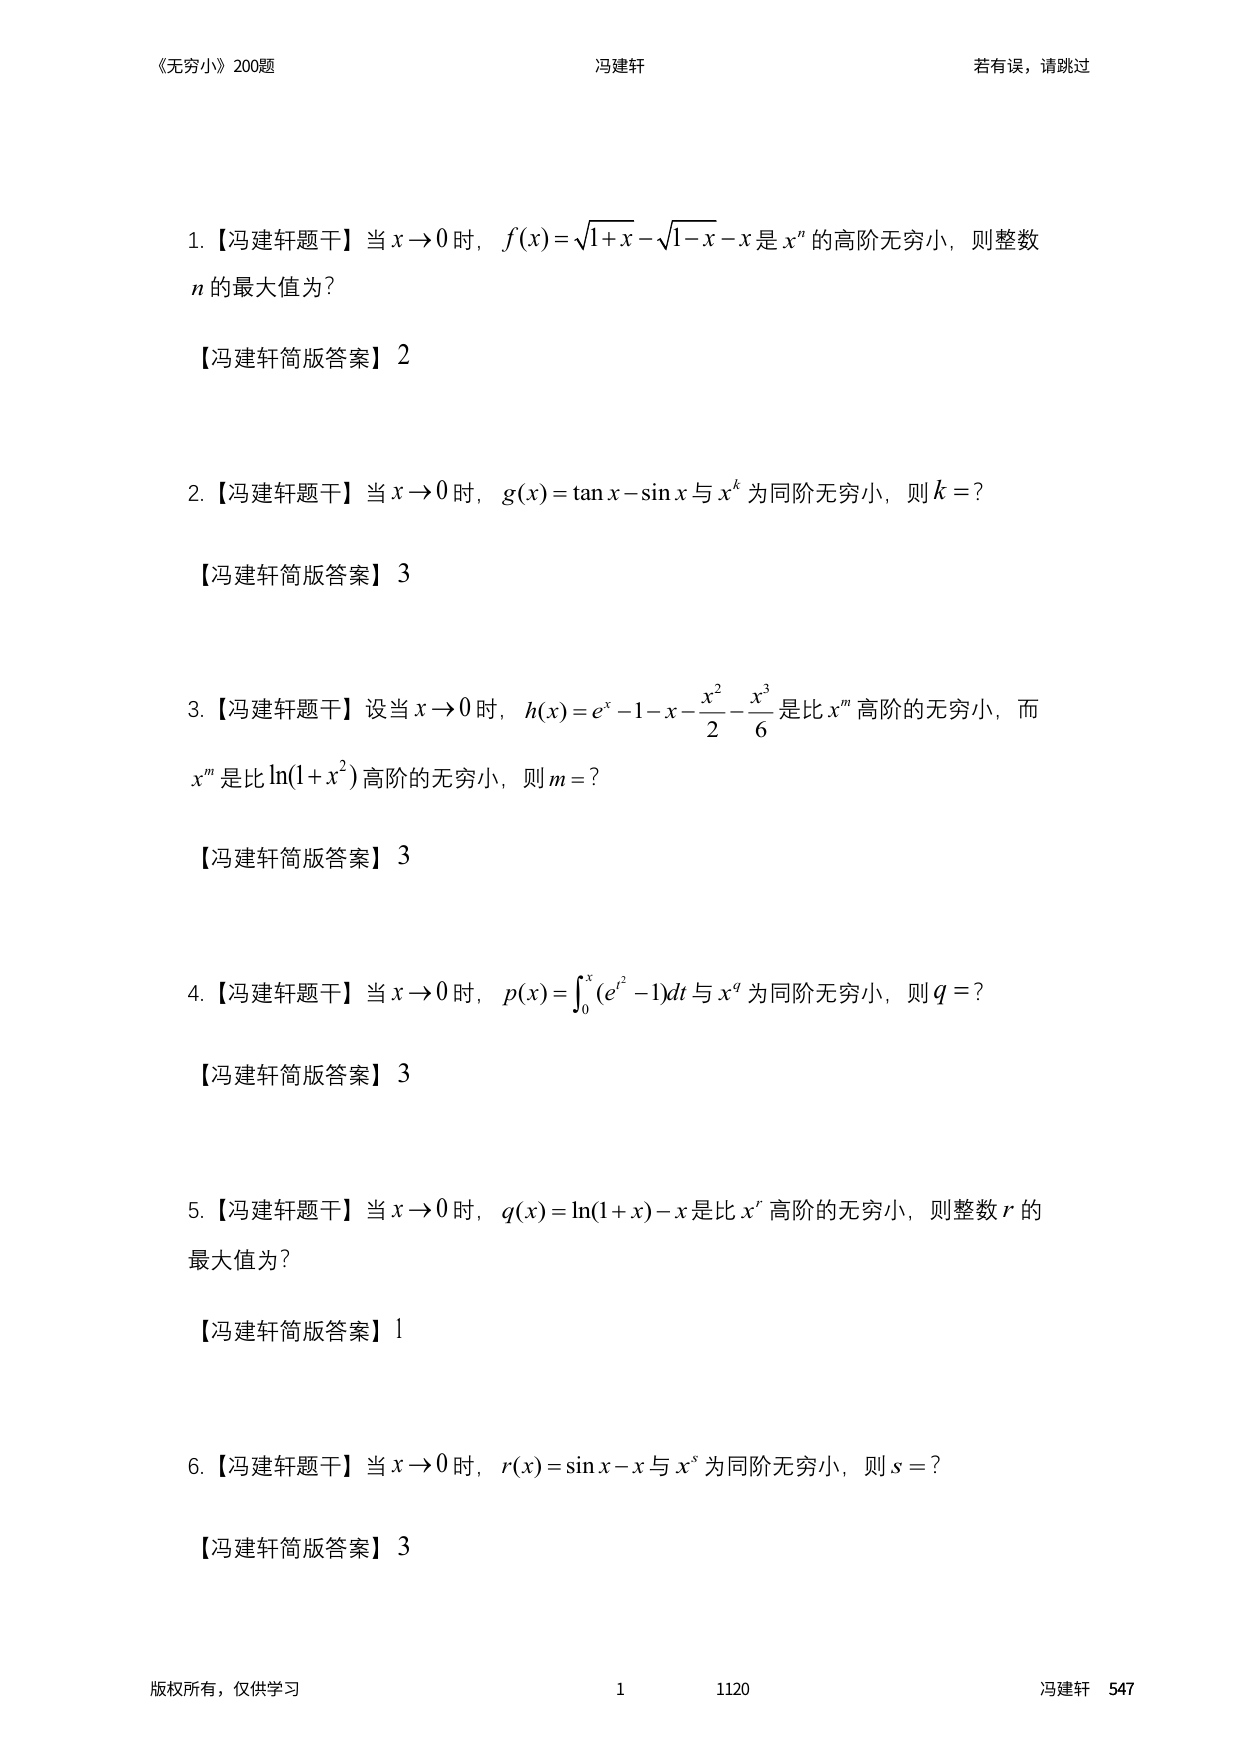 《无穷小》200题 冯建轩 若有误，请跳过
1.【冯建轩题干】当 x→0 时， f(x)=√(1+x)−√(1−x)−x 是 xⁿ 的高阶无穷小，则整数
n 的最大值为？
【冯建轩简版答案】 2
2.【冯建轩题干】当 x→0 时， g(x)=tan x−sin x 与 xᵏ 为同阶无穷小，则 k =？
【冯建轩简版答案】 3
3.【冯建轩题干】设当 x→0 时， h(x)=eˣ−1−x−x²/2−x³/6 是比 xᵐ 高阶的无穷小，而
xᵐ 是比 ln(1+x²) 高阶的无穷小，则 m =？
【冯建轩简版答案】 3
4.【冯建轩题干】当 x→0 时， p(x)=∫₀ˣ(e^{t²}−1)dt 与 x^q 为同阶无穷小，则 q =？
【冯建轩简版答案】 3
5.【冯建轩题干】当 x→0 时， q(x)=ln(1+x)−x 是比 xʳ 高阶的无穷小，则整数 r 的
最大值为？
【冯建轩简版答案】1
6.【冯建轩题干】当 x→0 时， r(x)=sin x−x 与 xˢ 为同阶无穷小，则 s =？
【冯建轩简版答案】 3
版权所有，仅供学习 1 1120 冯建轩 547